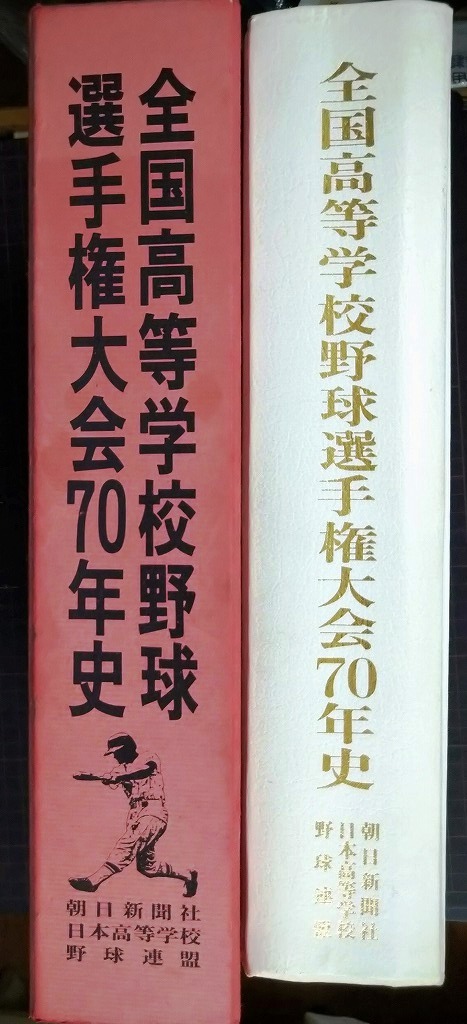 全国高等学校野球
選手権大会70年史
朝日新聞社
日本高等学校
野球連盟
全国高等学校野球選手権大会70年史
朝日新聞社
日本高等学校
野球連盟